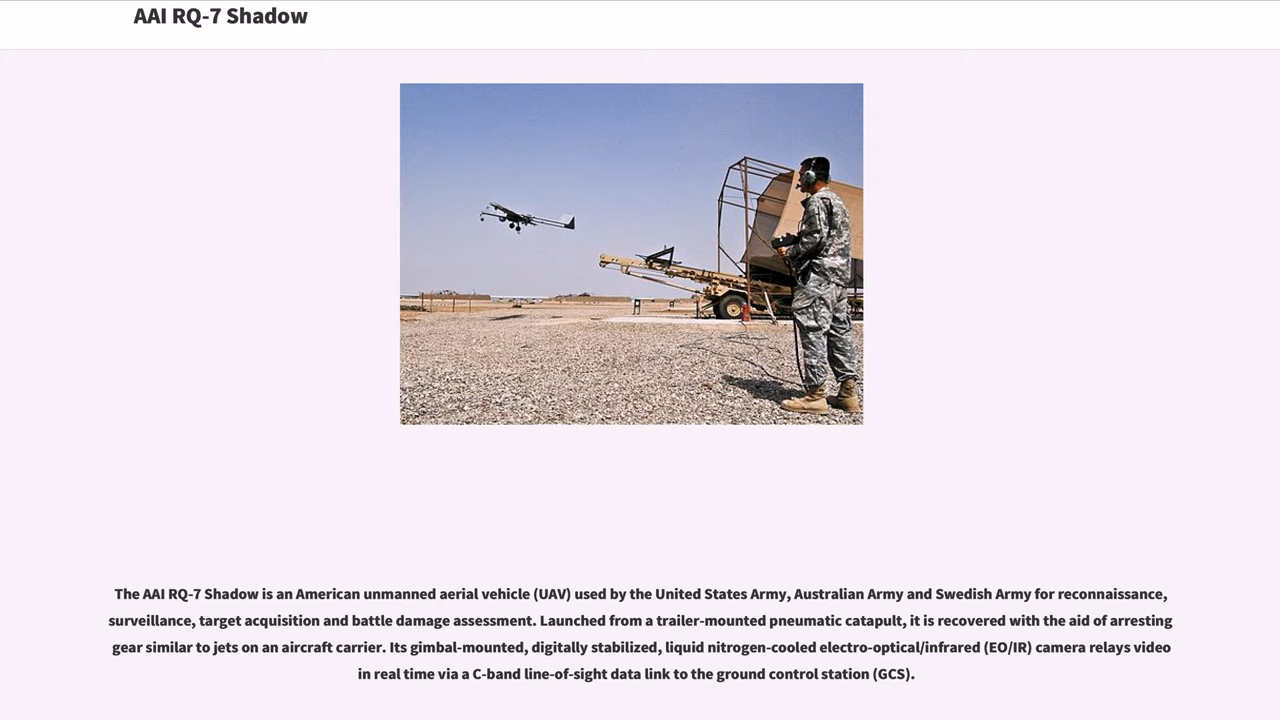 AAI RQ-7 Shadow
The AAI RQ-7 Shadow is an American unmanned aerial vehicle (UAV) used by the United States Army, Australian Army and Swedish Army for reconnaissance,
surveillance, target acquisition and battle damage assessment. Launched from a trailer-mounted pneumatic catapult, it is recovered with the aid of arresting
gear similar to jets on an aircraft carrier. Its gimbal-mounted, digitally stabilized, liquid nitrogen-cooled electro-optical/infrared (EO/IR) camera relays video
in real time via a C-band line-of-sight data link to the ground control station (GCS).